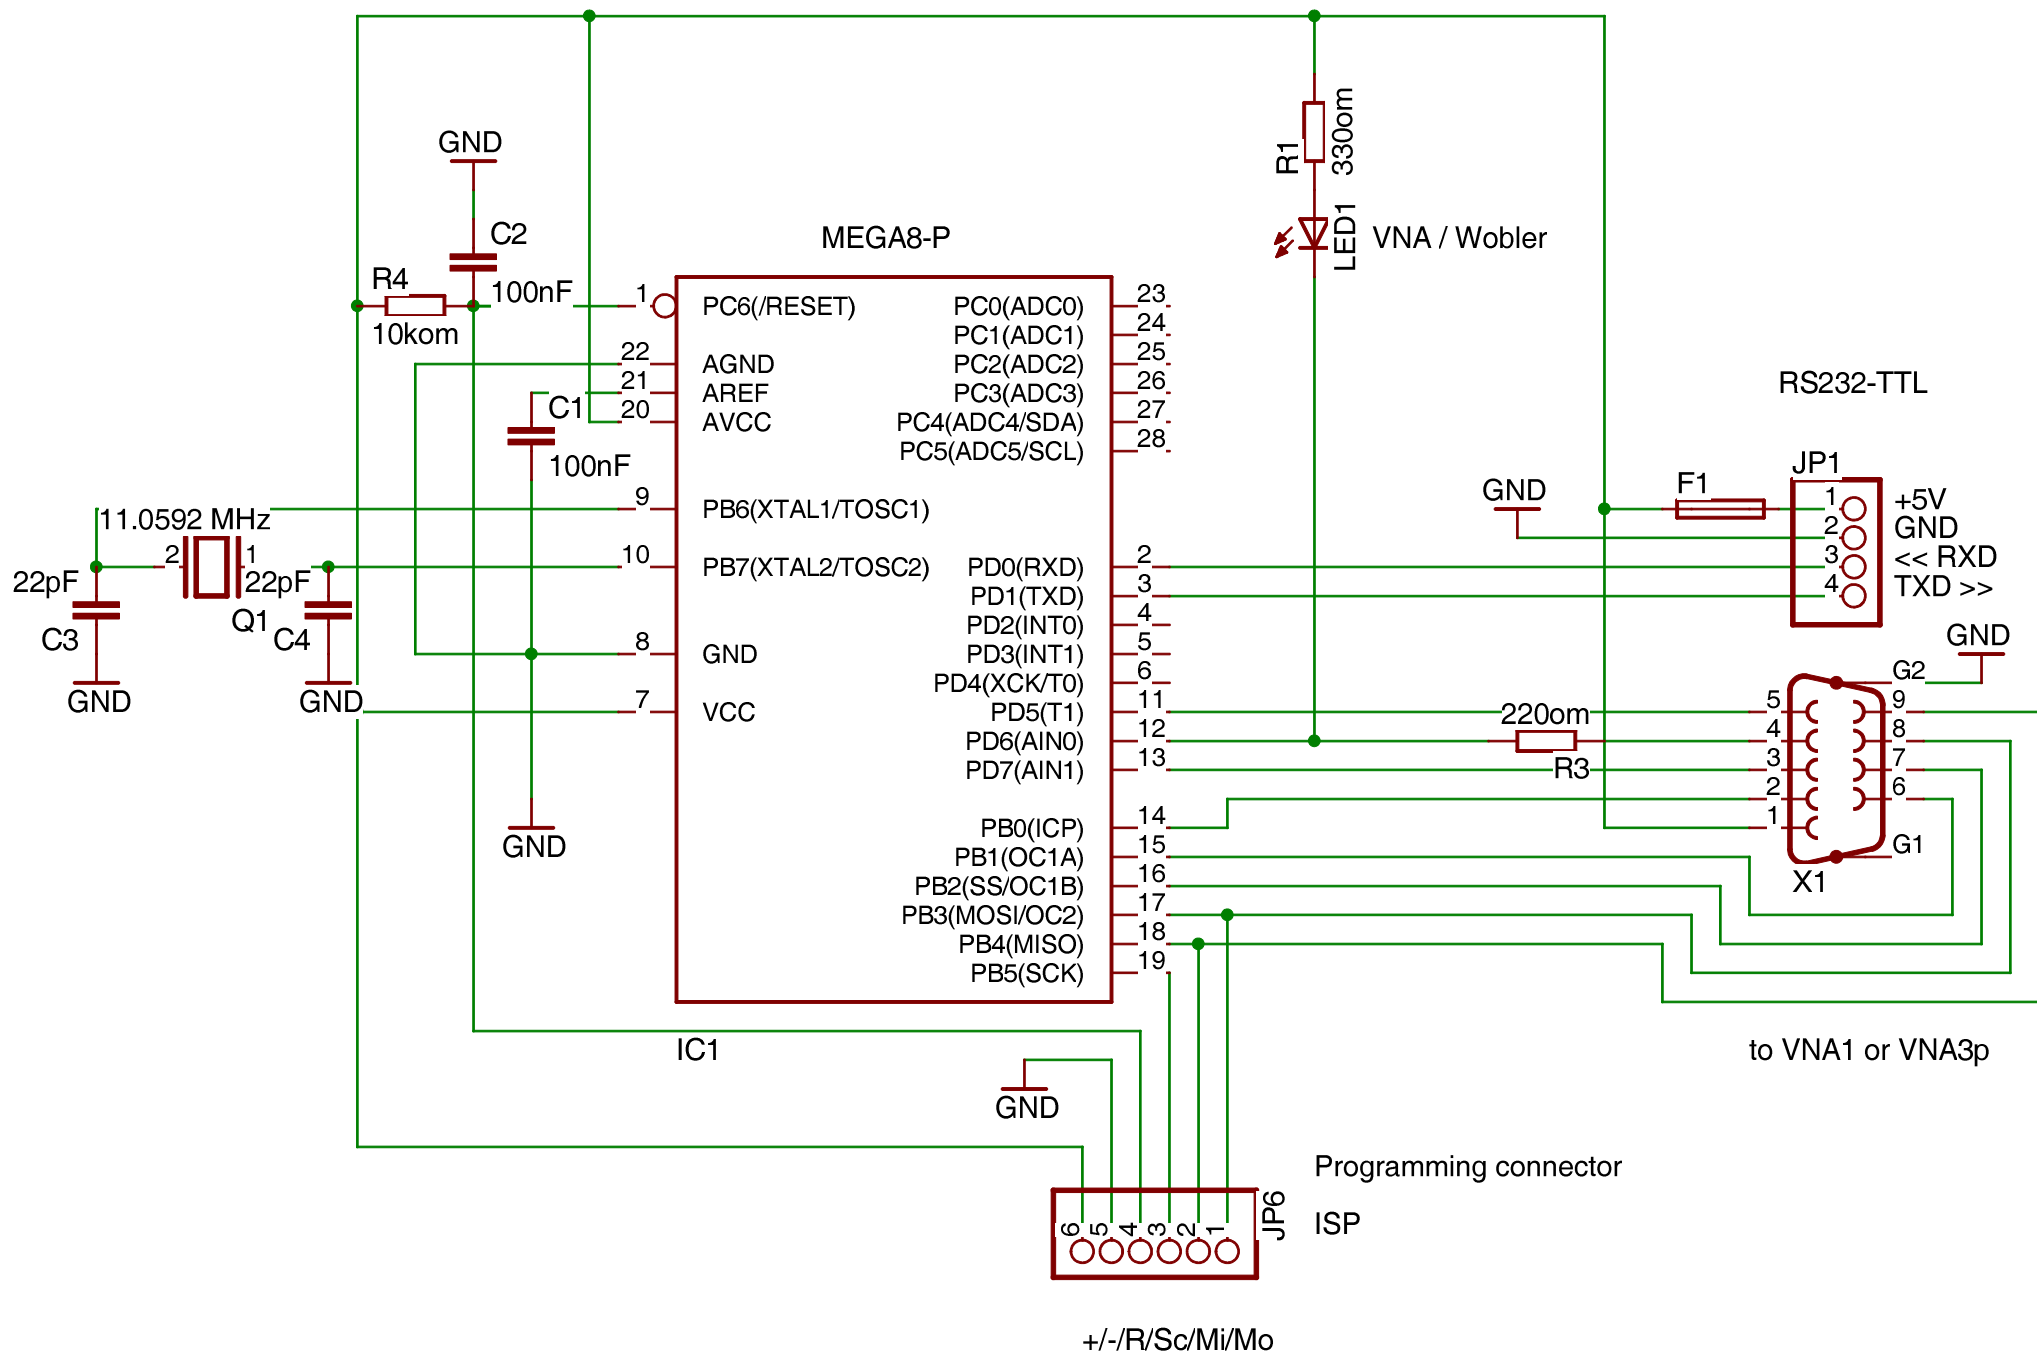 GND
C2
100nF
R4
10kom
MEGA8-P
R1
330om
LED1
VNA / Wobler
1
PC6(/RESET)
22
AGND
21
AREF
20
AVCC
C1
100nF
9
PB6(XTAL1/TOSC1)
10
PB7(XTAL2/TOSC2)
8
GND
7
VCC
PC0(ADC0)
23
PC1(ADC1)
24
PC2(ADC2)
25
PC3(ADC3)
26
PC4(ADC4/SDA)
27
PC5(ADC5/SCL)
28
PD0(RXD)
2
PD1(TXD)
3
PD2(INT0)
4
PD3(INT1)
5
PD4(XCK/T0)
6
PD5(T1)
11
PD6(AIN0)
12
PD7(AIN1)
13
PB0(ICP)
14
PB1(OC1A)
15
PB2(SS/OC1B)
16
PB3(MOSI/OC2)
17
PB4(MISO)
18
PB5(SCK)
19
IC1
11.0592 MHz
2
1
22pF
22pF
Q1
C3
C4
GND
GND
GND
RS232-TTL
JP1
F1
GND
1
+5V
2
GND
3
<< RXD
4
TXD >>
GND
G2
5
9
4
8
3
7
2
6
1
G1
X1
220om
R3
to VNA1 or VNA3p
GND
Programming connector
ISP
JP6
6
5
4
3
2
1
+/-/R/Sc/Mi/Mo